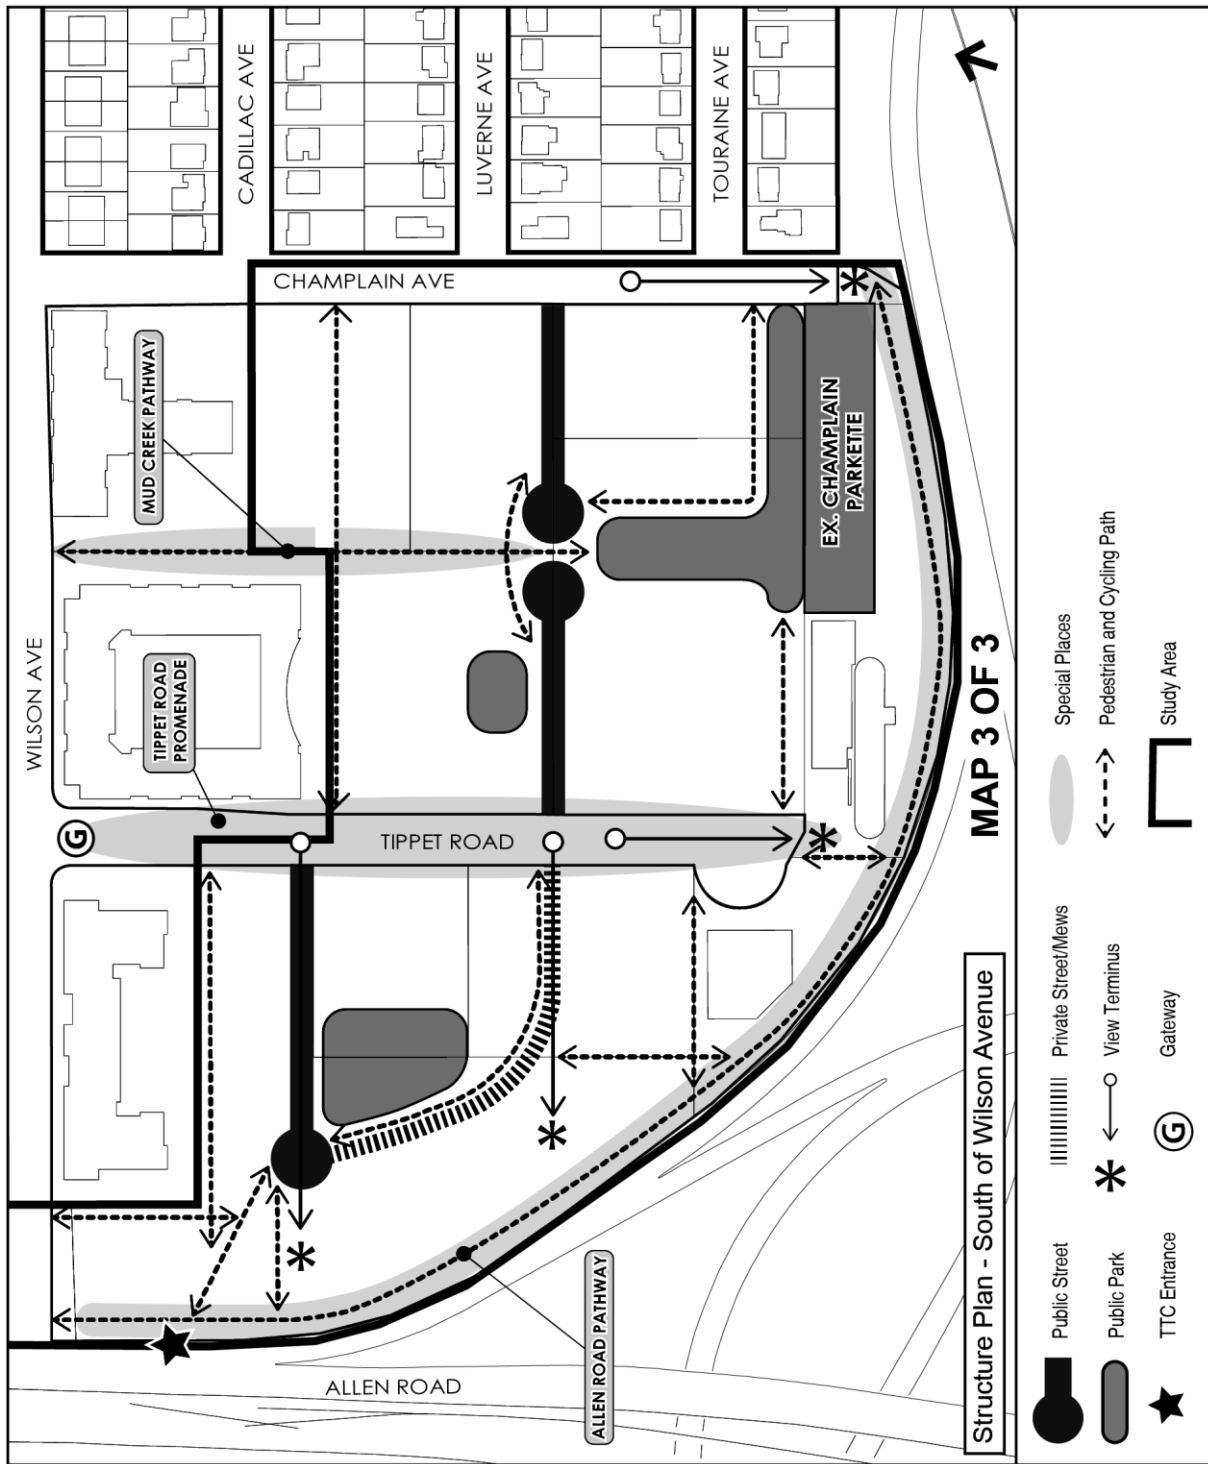 WILSON AVE
CADILLAC AVE
LUVERNE AVE
TOURAINE AVE
CHAMPLAIN AVE
MUD CREEK PATHWAY
TIPPET ROAD
PROMENADE
G
TIPPET ROAD
EX. CHAMPLAIN
PARKETTE
ALLEN ROAD PATHWAY
ALLEN ROAD
MAP 3 OF 3
Structure Plan - South of Wilson Avenue
Public Street
Private Street/Mews
Special Places
Public Park
View Terminus
Pedestrian and Cycling Path
TTC Entrance
G
Gateway
Study Area